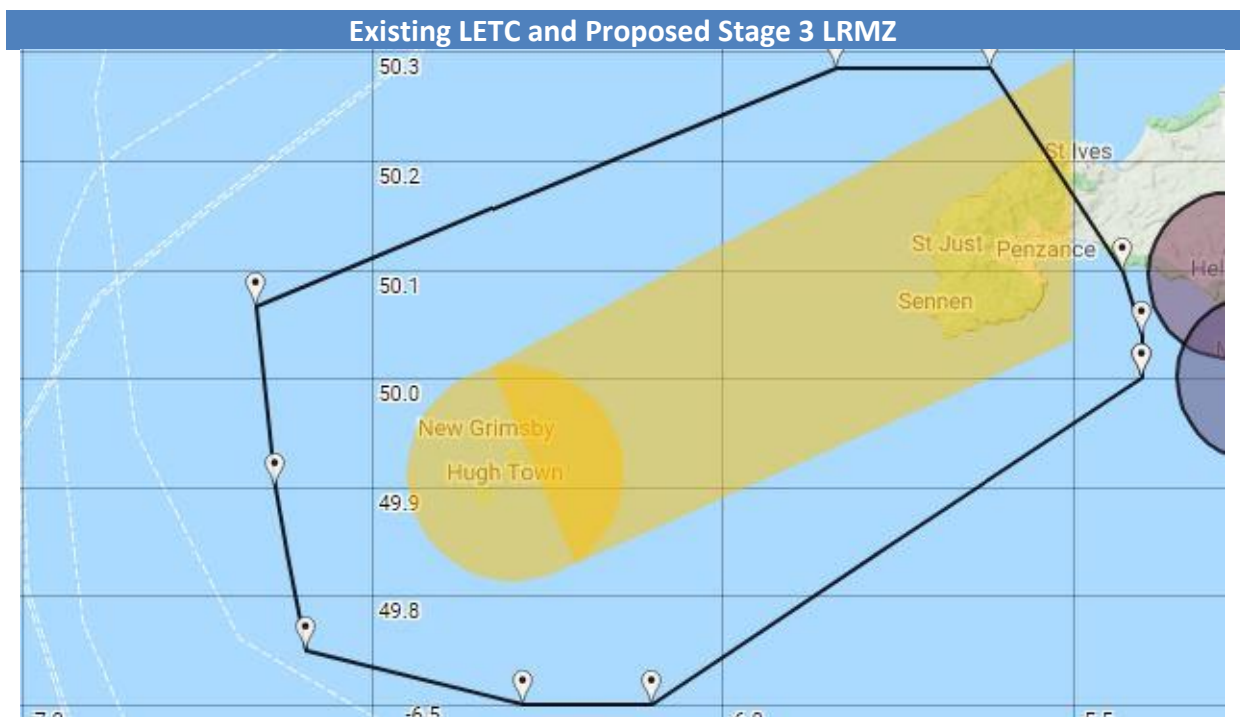 Existing LETC and Proposed Stage 3 LRMZ
50.3
St Ives
50.2
St Just
Penzance
Hel
50.1
Sennen
50.0
New Grimsby
Hugh Town
49.9
49.8
-6.5